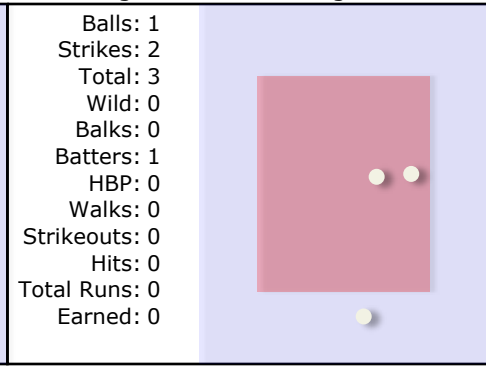 Balls: 1
Strikes: 2
Total: 3
Wild: 0
Balks: 0
Batters: 1
HBP: 0
Walks: 0
Strikeouts: 0
Hits: 0
Total Runs: 0
Earned: 0